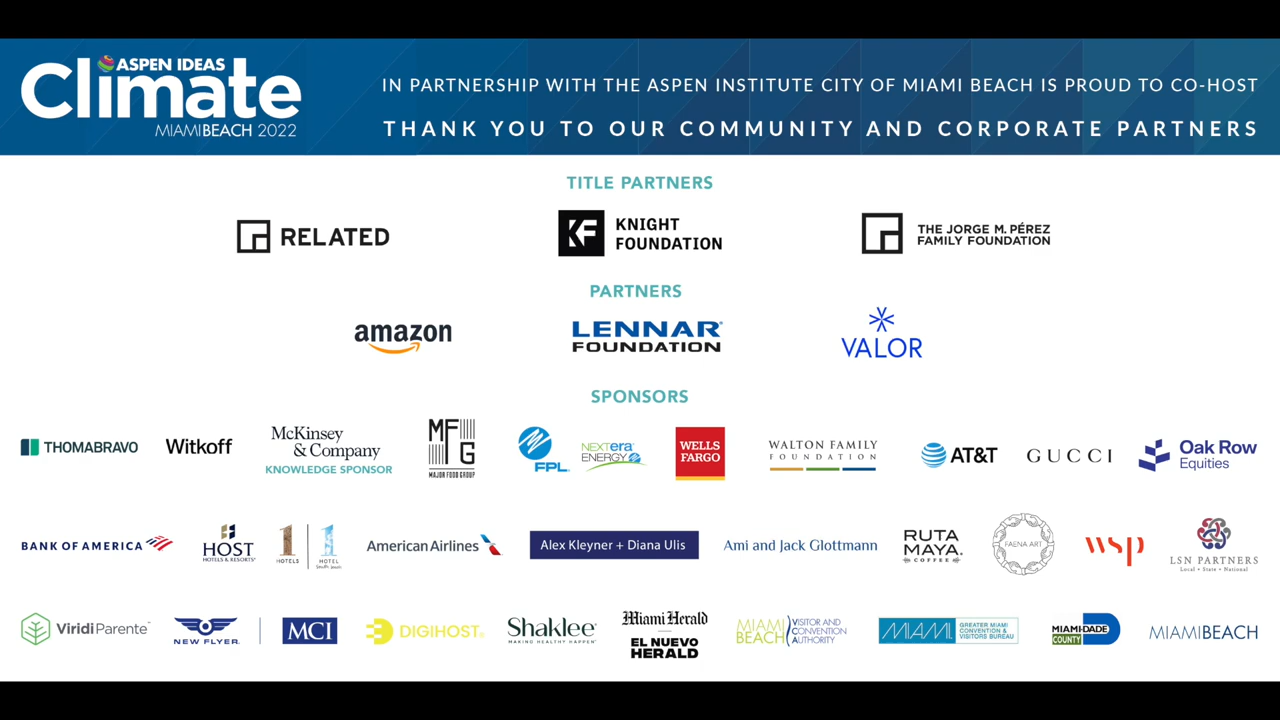 ASPEN IDEAS
Climate
MIAMIBEACH 2022
IN PARTNERSHIP WITH THE ASPEN INSTITUTE CITY OF MIAMI BEACH IS PROUD TO CO-HOST
THANK YOU TO OUR COMMUNITY AND CORPORATE PARTNERS
TITLE PARTNERS
RELATED
KF
KNIGHT
FOUNDATION
THE JORGE M. PÉREZ
FAMILY FOUNDATION
PARTNERS
amazon
LENNAR®
FOUNDATION
VALOR
SPONSORS
THOMABRAVO
Witkoff
McKinsey
& Company
KNOWLEDGE SPONSOR
MFG
MAJOR FOOD GROUP
FPL.
NEXTera
ENERGY
WELLS
FARGO
WALTON FAMILY
FOUNDATION
AT&T
GUCCI
Oak Row
Equities
BANK OF AMERICA
HOST
HOTELS & RESORTS®
1
HOTELS
1
HOTEL
South Beach
American Airlines
Alex Kleyner + Diana Ulis
Ami and Jack Glottmann
RUTA
MAYA.
COFFEE
FAENA ART
wsp
LSN PARTNERS
Local • State • National
ViridiParente™
NEW FLYER.
MCI
DIGIHOST®
Shaklee®
MAKING HEALTHY HAPPEN®
Miami Herald
EL NUEVO
HERALD
MIAMI
BEACH
VISITOR AND
CONVENTION
AUTHORITY
MIAMI
GREATER MIAMI
CONVENTION &
VISITORS BUREAU
MIAMI-DADE
COUNTY
MIAMIBEACH